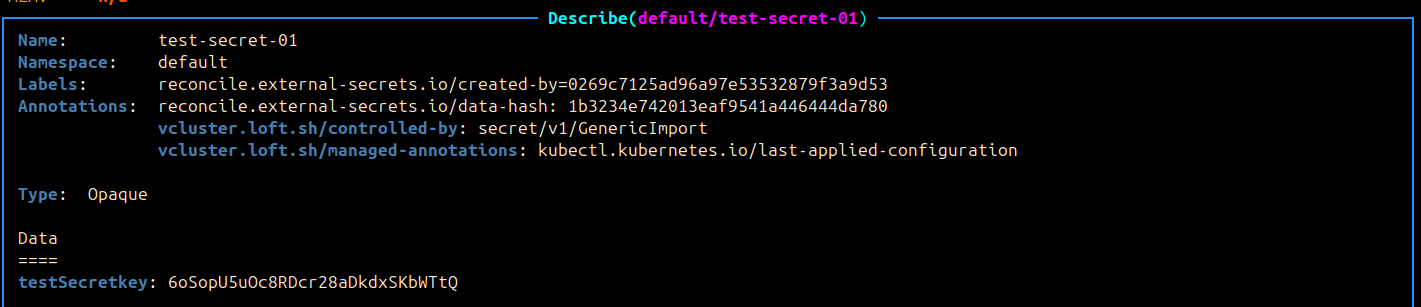 Describe(default/test-secret-01)
Name: test-secret-01
Namespace: default
Labels: reconcile.external-secrets.io/created-by=0269c7125ad96a97e53532879f3a9d53
Annotations: reconcile.external-secrets.io/data-hash: 1b3234e742013eaf9541a446444da780
vcluster.loft.sh/controlled-by: secret/v1/GenericImport
vcluster.loft.sh/managed-annotations: kubectl.kubernetes.io/last-applied-configuration
Type: Opaque
Data
====
testSecretkey: 6oSopU5uOc8RDcr28aDkdxSKbWTtQ